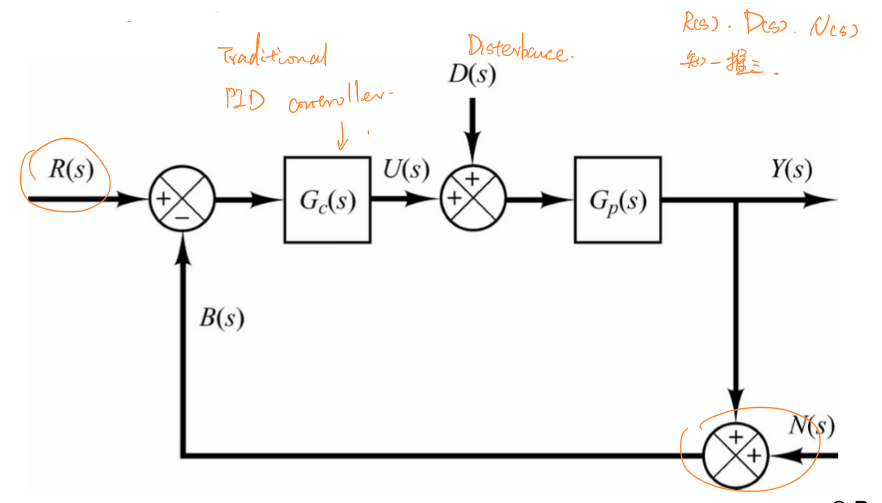 R(s). D(s). N(s)
知一推三.
Traditional
PID controller.
Disterbance.
D(s)
R(s)
+
−
G_c(s)
U(s)
+
+
G_p(s)
Y(s)
B(s)
N(s)
+
+